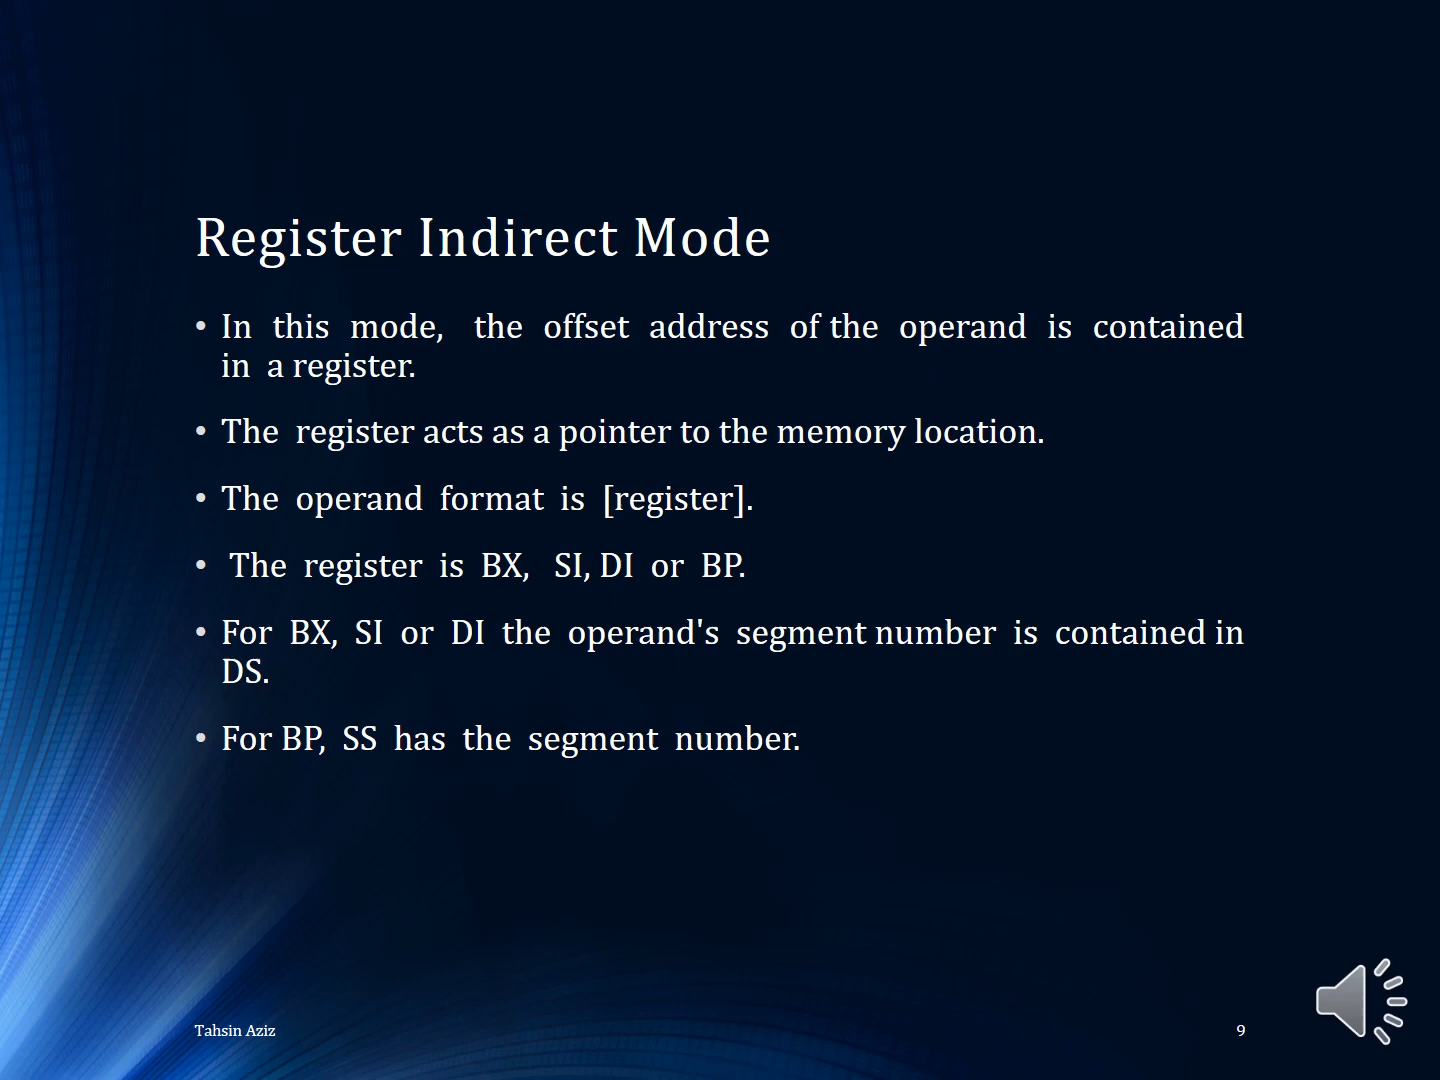 Register Indirect Mode
• In this mode, the offset address of the operand is contained
in a register.
• The register acts as a pointer to the memory location.
• The operand format is [register].
• The register is BX, SI, DI or BP.
• For BX, SI or DI the operand's segment number is contained in
DS.
• For BP, SS has the segment number.
Tahsin Aziz
9